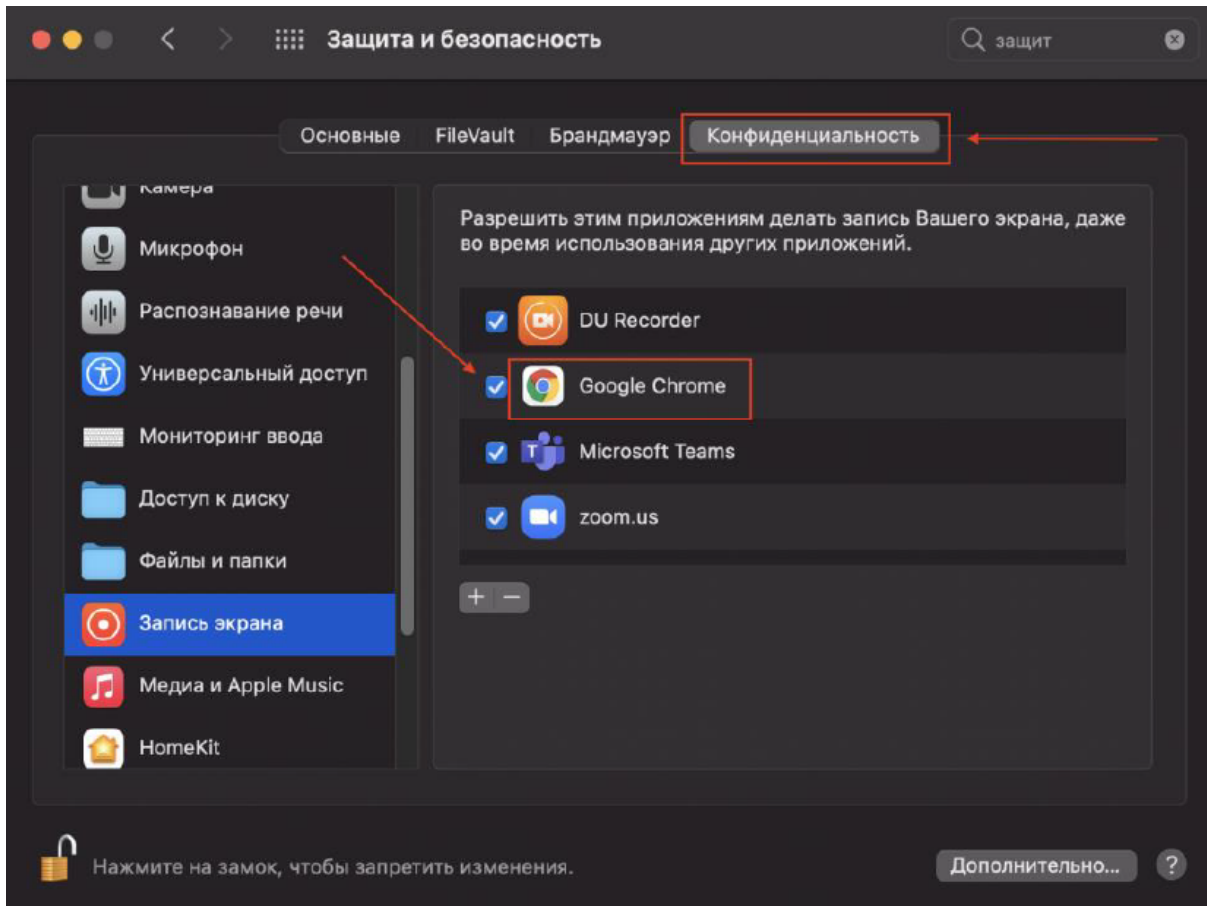 Защита и безопасность
защит
Основные
FileVault
Брандмауэр
Конфиденциальность
Камера
Микрофон
Распознавание речи
Универсальный доступ
Мониторинг ввода
Доступ к диску
Файлы и папки
Запись экрана
Медиа и Apple Music
HomeKit
Разрешить этим приложениям делать запись Вашего экрана, даже
во время использования других приложений.
DU Recorder
Google Chrome
Microsoft Teams
zoom.us
+ −
Нажмите на замок, чтобы запретить изменения.
Дополнительно...
?